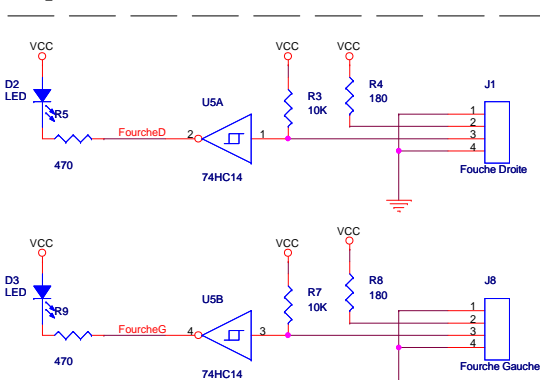 VCC
VCC
VCC
D2
LED
R5
470
FourcheD
2
U5A
1
74HC14
R3
10K
R4
180
J1
1
2
3
4
Fouche Droite
VCC
VCC
VCC
D3
LED
R9
470
FourcheG
4
U5B
3
74HC14
R7
10K
R8
180
J8
1
2
3
4
Fourche Gauche